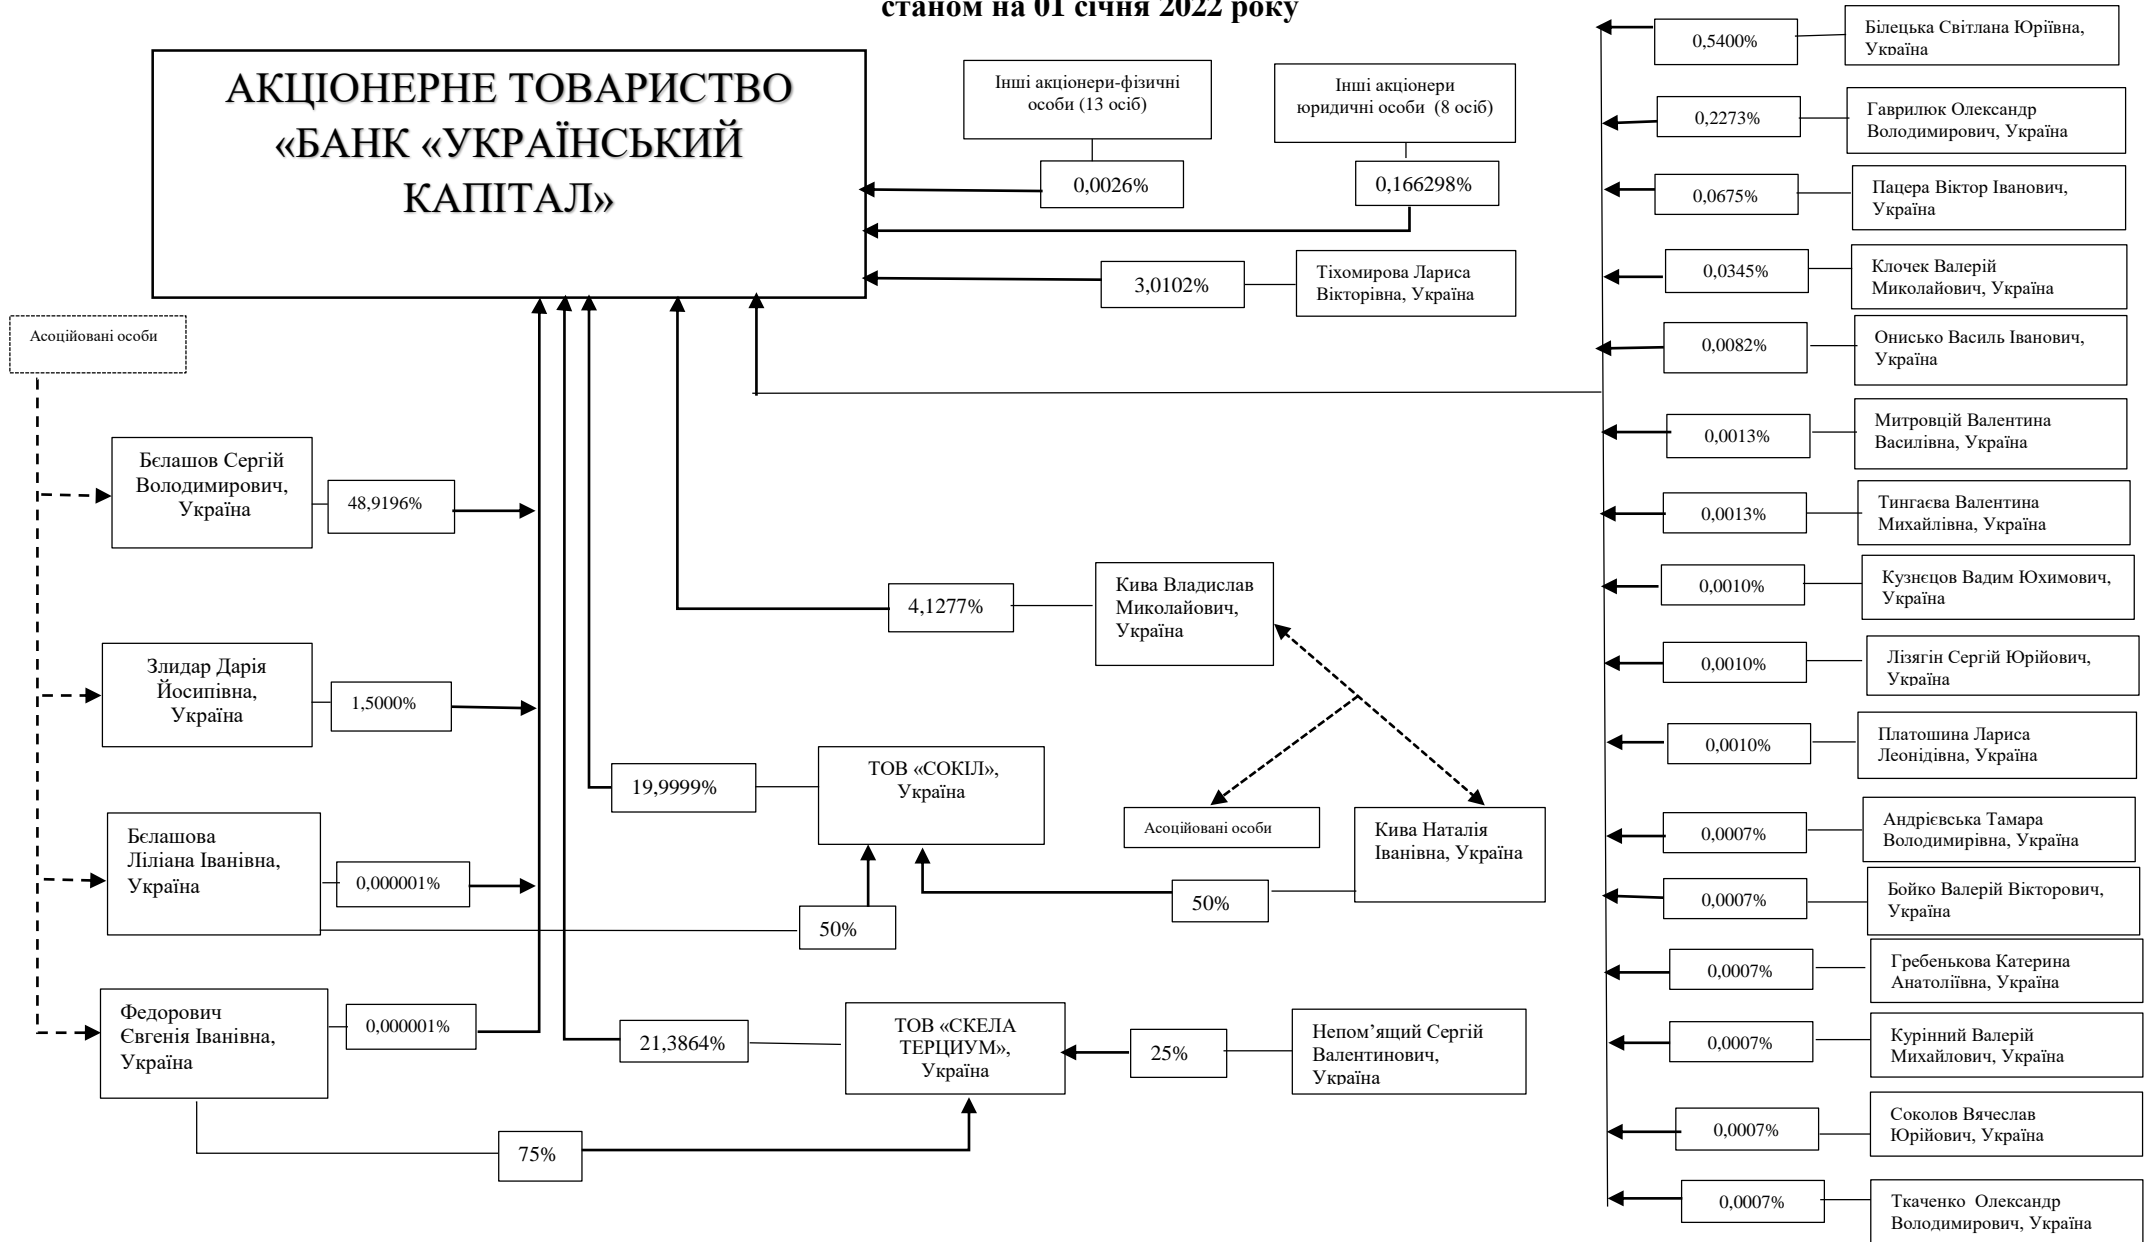 станом на 01 січня 2022 року
АКЦІОНЕРНЕ ТОВАРИСТВО
«БАНК «УКРАЇНСЬКИЙ
КАПІТАЛ»
Інші акціонери-фізичні
особи (13 осіб)
0,0026%
Інші акціонери
юридичні особи (8 осіб)
0,166298%
3,0102%
Тіхомирова Лариса
Вікторівна, Україна
Асоційовані особи
Бєлашов Сергій
Володимирович,
Україна
48,9196%
Злидар Дарія
Йосипівна,
Україна
1,5000%
Бєлашова
Ліліана Іванівна,
Україна
0,000001%
50%
Федорович
Євгенія Іванівна,
Україна
0,000001%
75%
4,1277%
Кива Владислав
Миколайович,
Україна
19,9999%
ТОВ «СОКІЛ»,
Україна
Асоційовані особи
Кива Наталія
Іванівна, Україна
50%
21,3864%
ТОВ «СКЕЛА
ТЕРЦИУМ»,
Україна
25%
Непом’ящий Сергій
Валентинович,
Україна
0,5400%
Білецька Світлана Юріївна,
Україна
0,2273%
Гаврилюк Олександр
Володимирович, Україна
0,0675%
Пацера Віктор Іванович,
Україна
0,0345%
Клочек Валерій
Миколайович, Україна
0,0082%
Онисько Василь Іванович,
Україна
0,0013%
Митровцій Валентина
Василівна, Україна
0,0013%
Тингаєва Валентина
Михайлівна, Україна
0,0010%
Кузнєцов Вадим Юхимович,
Україна
0,0010%
Лізягін Сергій Юрійович,
Україна
0,0010%
Платошина Лариса
Леонідівна, Україна
0,0007%
Андрієвська Тамара
Володимирівна, Україна
0,0007%
Бойко Валерій Вікторович,
Україна
0,0007%
Гребенькова Катерина
Анатоліївна, Україна
0,0007%
Курінний Валерій
Михайлович, Україна
0,0007%
Соколов Вячеслав
Юрійович, Україна
0,0007%
Ткаченко Олександр
Володимирович, Україна